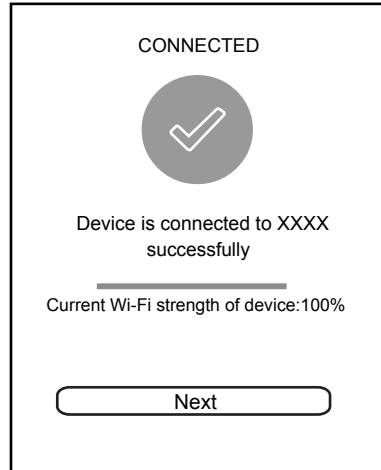 CONNECTED
Device is connected to XXXX
successfully
Current Wi-Fi strength of device:100%
Next